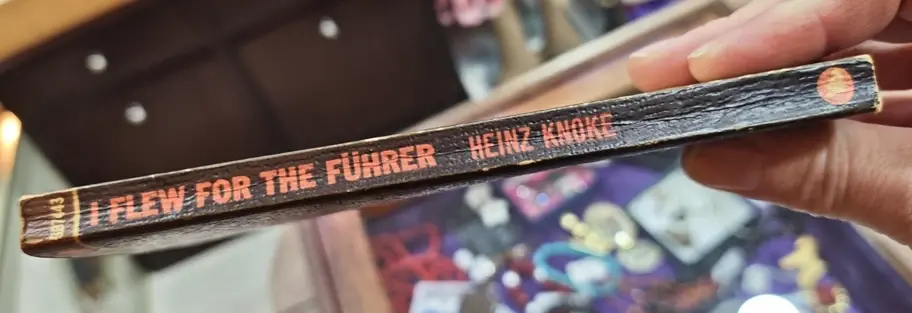 I FLEW FOR THE FÜHRER HEINZ KNOKE